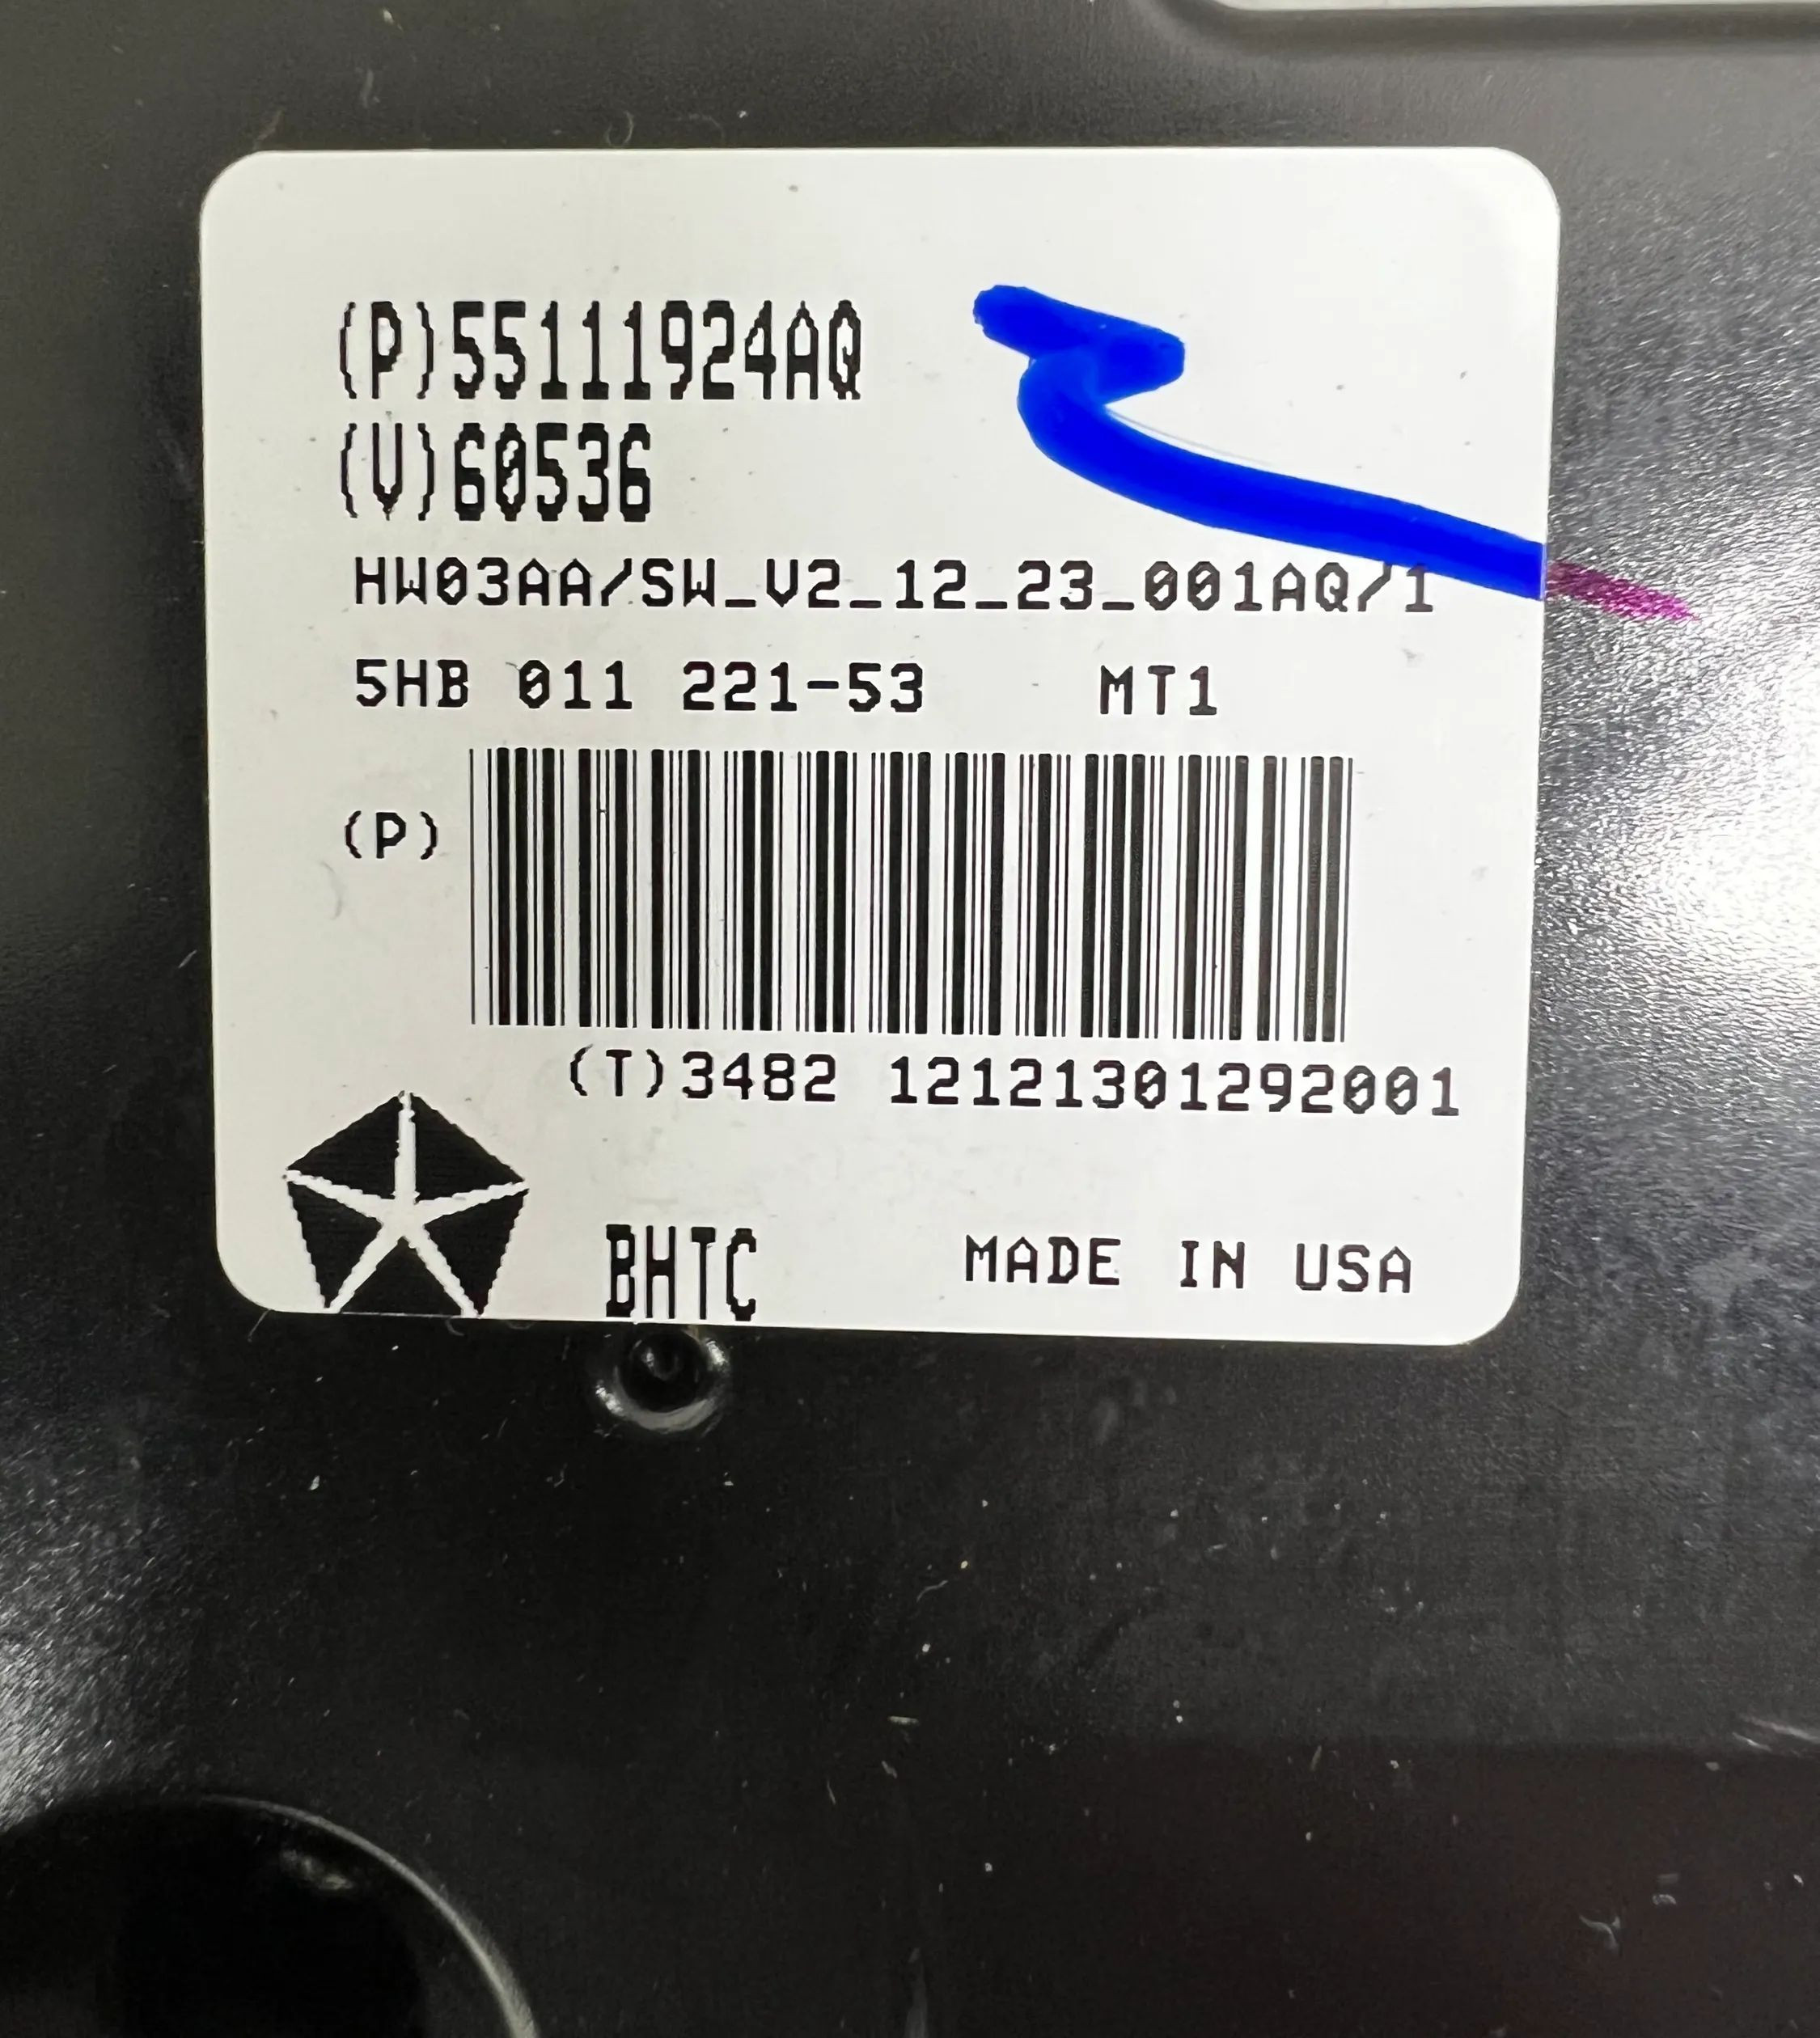 (P)55111924AQ
(V)60536
HW03AA/SW_V2_12_23_001AQ/1
5HB 011 221-53 MT1
(P)
(T)3482 12121301292001
BHTC MADE IN USA